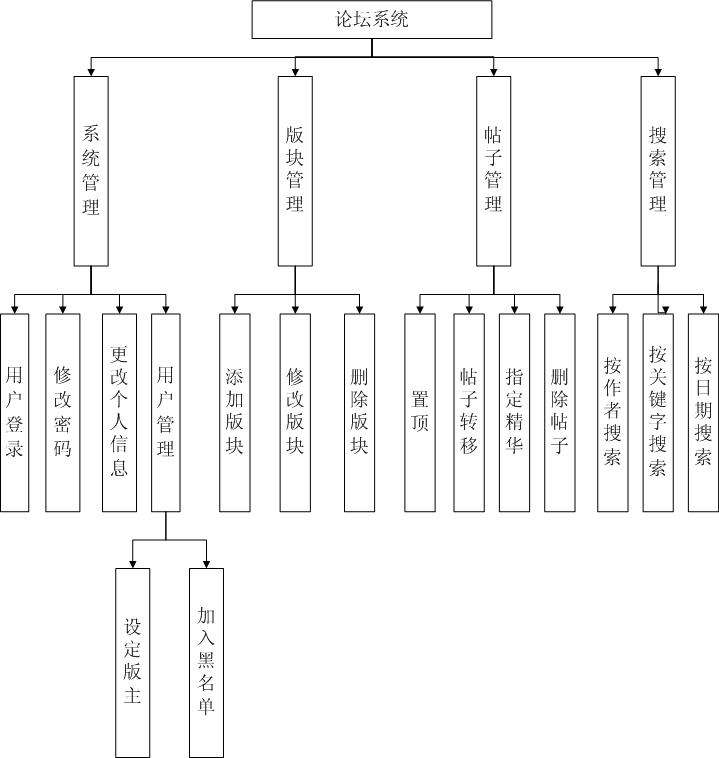 论坛系统
系统管理
版块管理
帖子管理
搜索管理
用户登录
修改密码
更改个人信息
用户管理
添加版块
修改版块
删除版块
置顶
帖子转移
指定精华
删除帖子
按作者搜索
按关键字搜索
按日期搜索
设定版主
加入黑名单